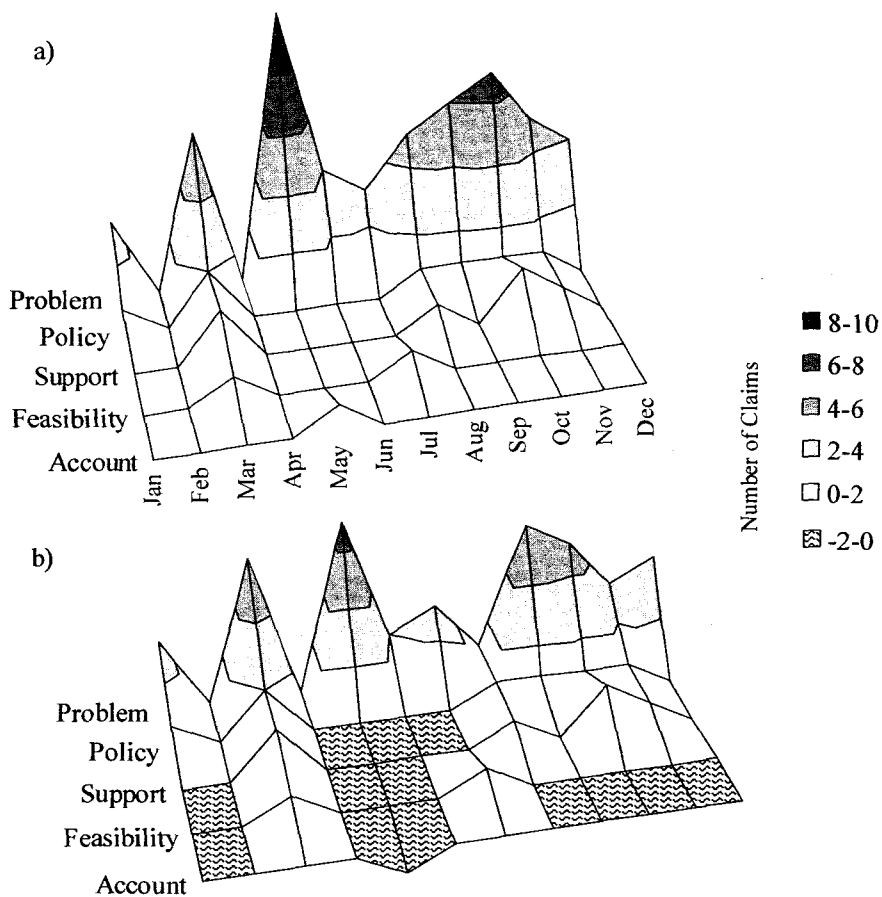 a)
Problem
Policy
Support
Feasibility
Account
Jan
Feb
Mar
Apr
May
Jun
Jul
Aug
Sep
Oct
Nov
Dec
Number of Claims
8-10
6-8
4-6
2-4
0-2
-2-0
b)
Problem
Policy
Support
Feasibility
Account